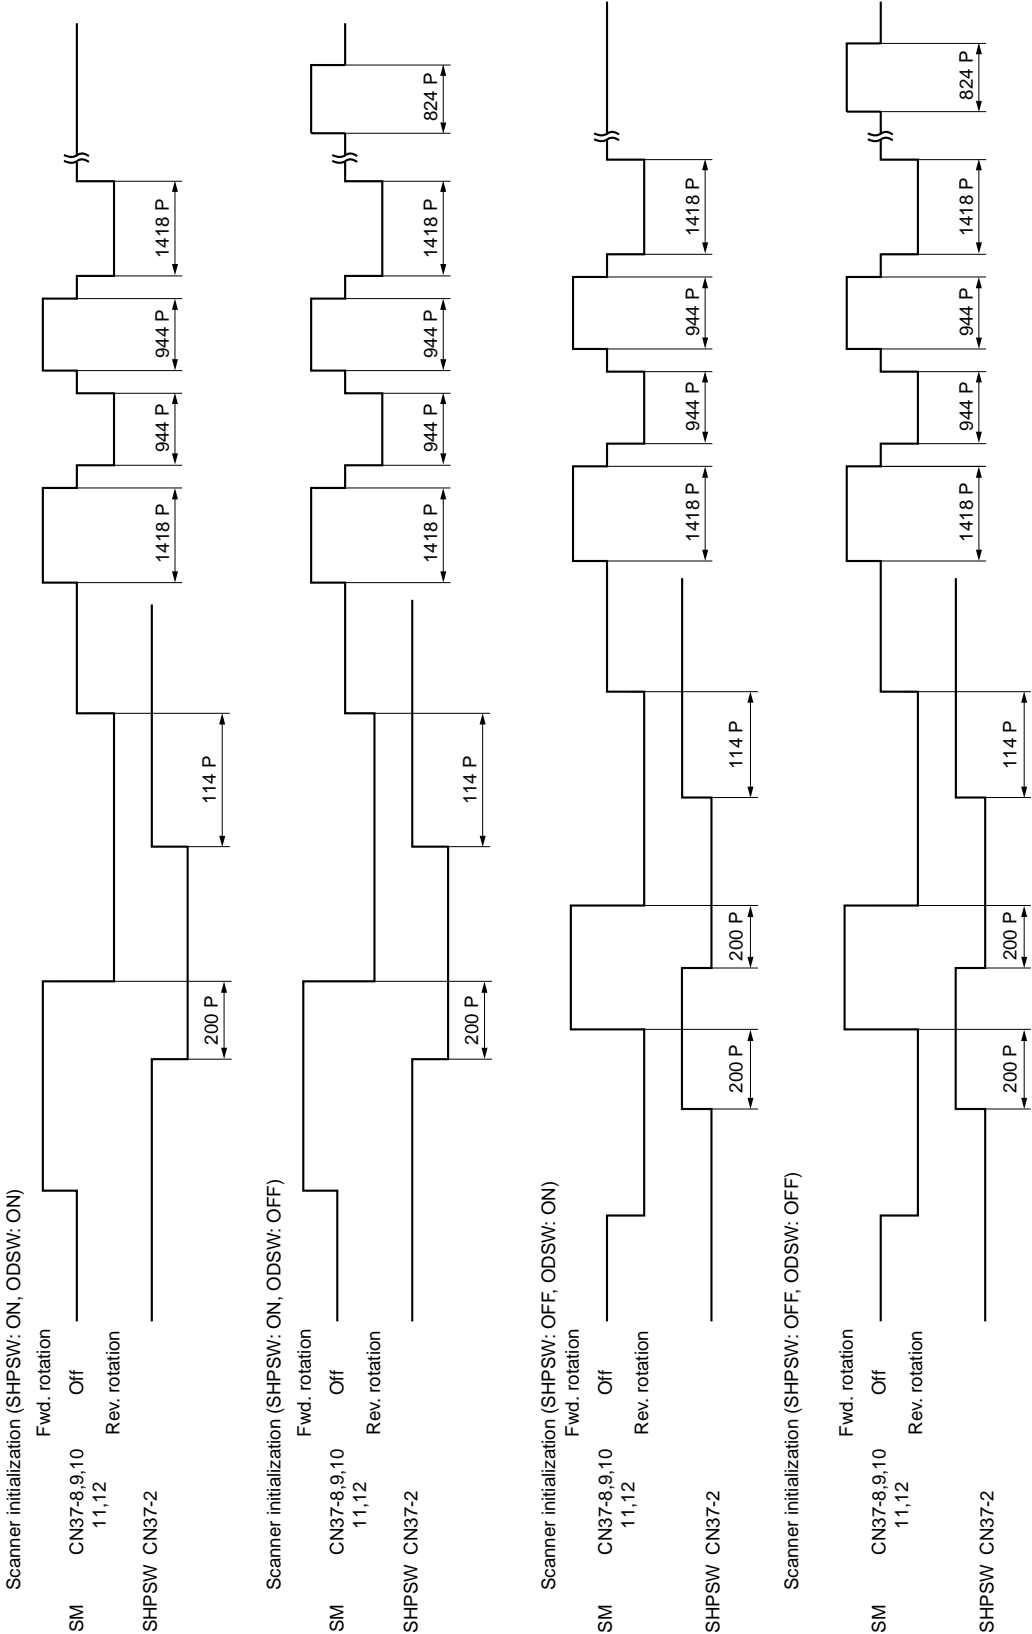 Scanner initialization (SHPSW: ON, ODSW: ON)
Fwd. rotation
SM CN37-8,9,10 Off
11,12
Rev. rotation
SHPSW CN37-2
200 P
114 P
1418 P
944 P
944 P
1418 P
Scanner initialization (SHPSW: ON, ODSW: OFF)
Fwd. rotation
SM CN37-8,9,10 Off
11,12
Rev. rotation
SHPSW CN37-2
200 P
114 P
1418 P
944 P
944 P
1418 P
824 P
Scanner initialization (SHPSW: OFF, ODSW: ON)
Fwd. rotation
SM CN37-8,9,10 Off
11,12
Rev. rotation
SHPSW CN37-2
200 P
200 P
114 P
1418 P
944 P
944 P
1418 P
Scanner initialization (SHPSW: OFF, ODSW: OFF)
Fwd. rotation
SM CN37-8,9,10 Off
11,12
Rev. rotation
SHPSW CN37-2
200 P
200 P
114 P
1418 P
944 P
944 P
1418 P
824 P